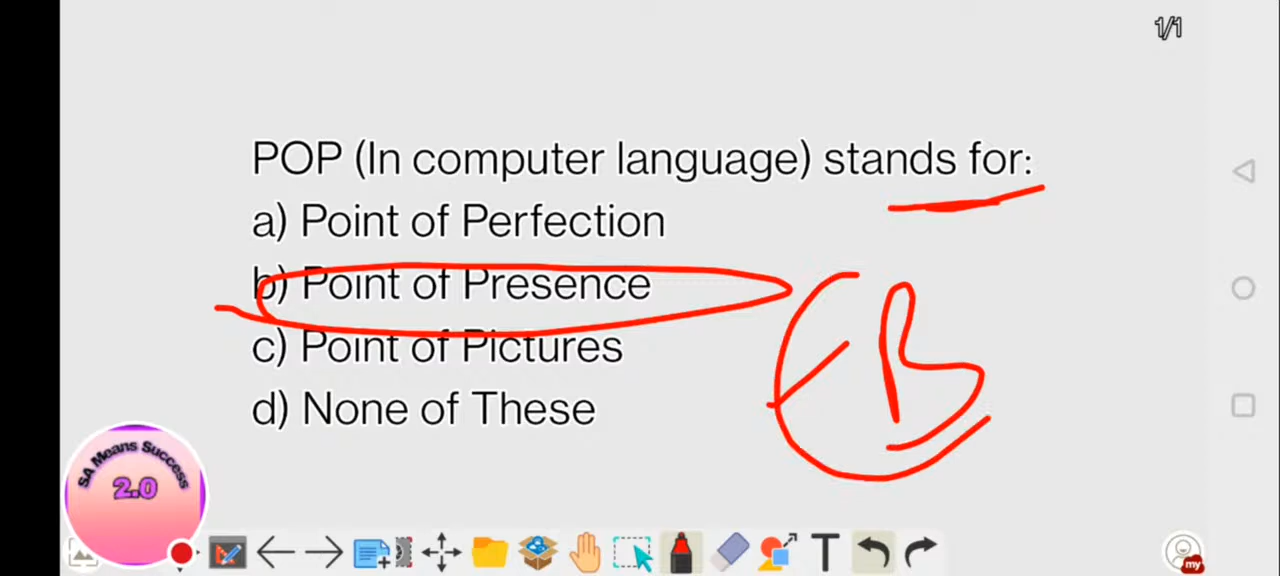 1/1
POP (In computer language) stands for:
a) Point of Perfection
b) Point of Presence
c) Point of Pictures
d) None of These
B
SA Means Success
2.0
T
my